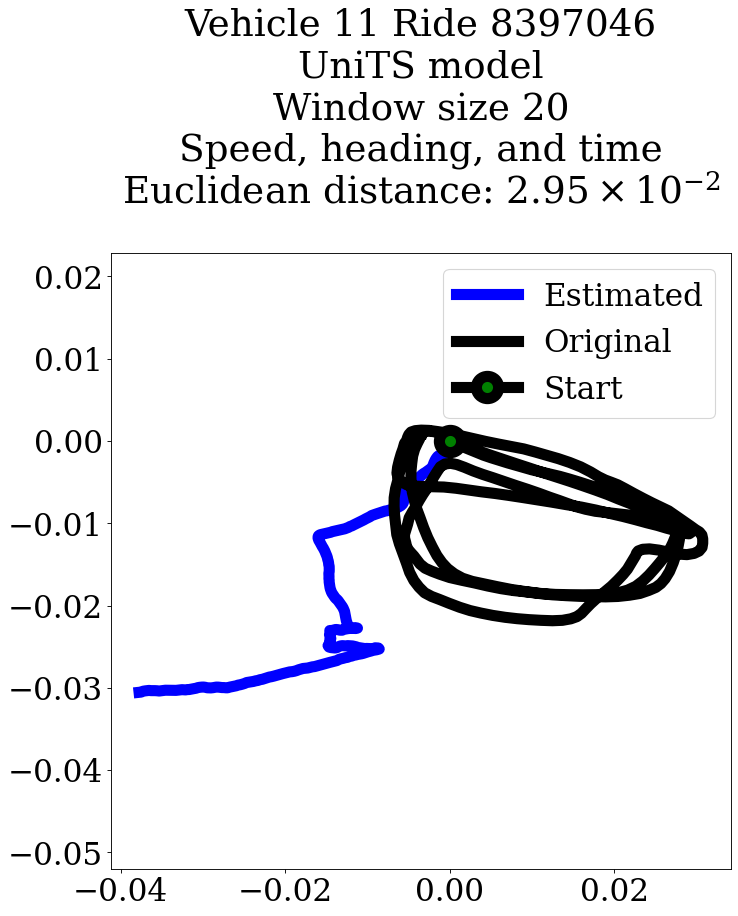 Vehicle 11 Ride 8397046
UniTS model
Window size 20
Speed, heading, and time
Euclidean distance: 2.95 × 10⁻²
Estimated
Original
Start
0.02
0.01
0.00
−0.01
−0.02
−0.03
−0.04
−0.05
−0.04
−0.02
0.00
0.02